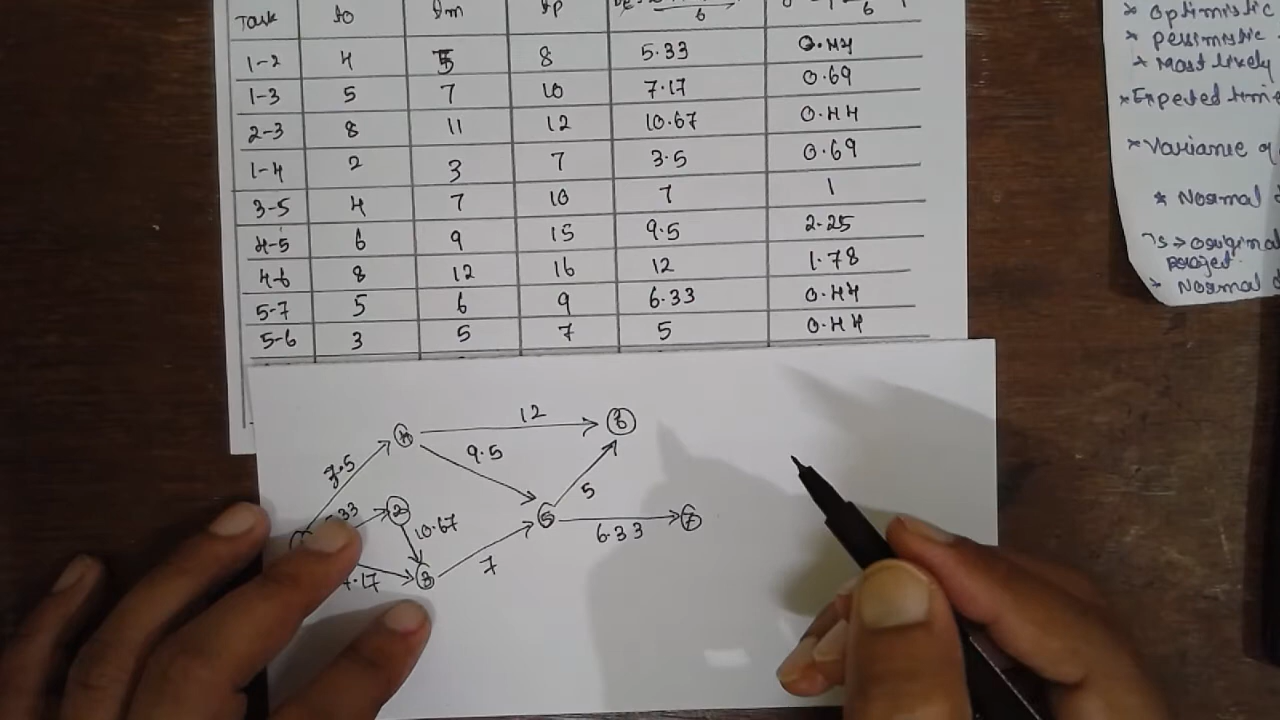 Task to tm tp 6 6
1-2 4 5 8 5.33 0.44
1-3 5 7 10 7.17 0.69
2-3 8 11 12 10.67 0.44
1-4 2 3 7 3.5 0.69
3-5 4 7 10 7 1
4-5 6 9 15 9.5 2.25
4-6 8 12 16 12 1.78
5-7 5 6 9 6.33 0.44
5-6 3 5 7 5 0.44
* Optimistic
* Pessimistic
* Most likely
* Expected time
* Variance of
* Normal
Ts => original
project
* Normal
4 12 6
3.5 9.5
33 2 10.67 5 5 6.33 7
7.17 3 7